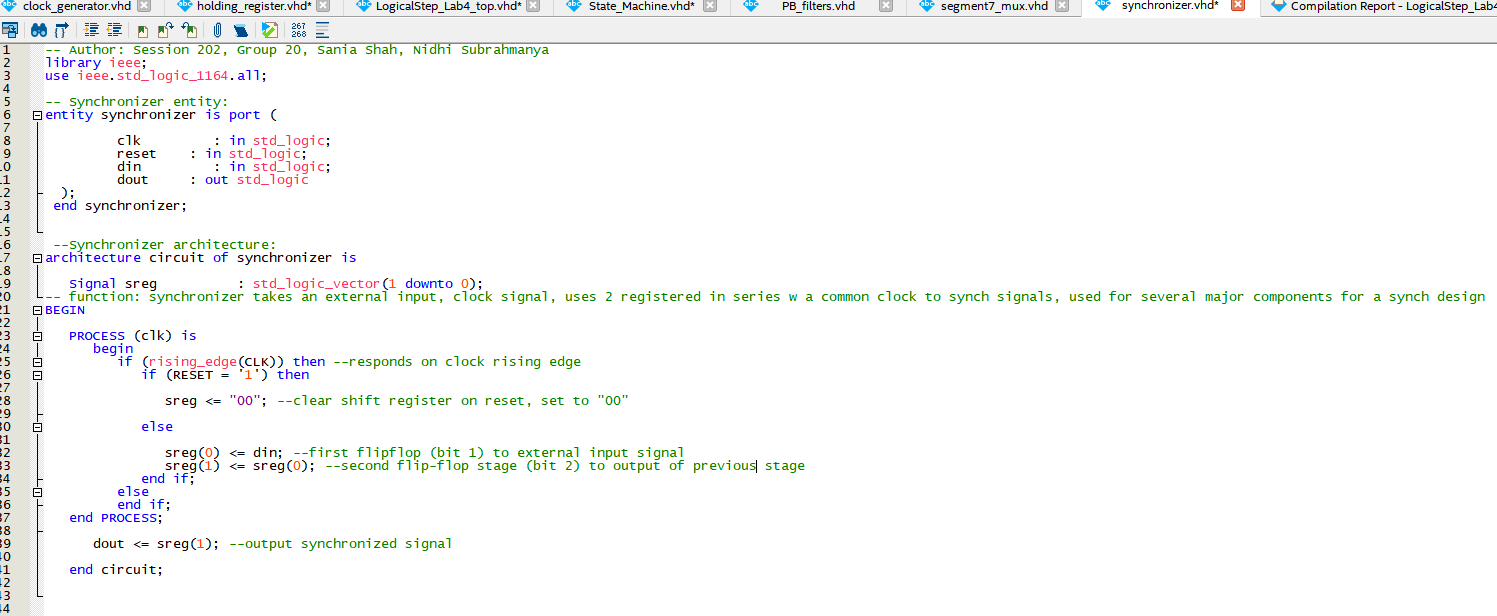 clock_generator.vhd holding_register.vhd* LogicalStep_Lab4_top.vhd* State_Machine.vhd* PB_filters.vhd segment7_mux.vhd synchronizer.vhd* Compilation Report - LogicalStep_Lab4
267
268
1 -- Author: Session 202, Group 20, Sania Shah, Nidhi Subrahmanya
2 library ieee;
3 use ieee.std_logic_1164.all;
4
5 -- Synchronizer entity:
6 entity synchronizer is port (
7
8 clk : in std_logic;
9 reset : in std_logic;
10 din : in std_logic;
11 dout : out std_logic
12 );
13 end synchronizer;
14
15
16 --Synchronizer architecture:
17 architecture circuit of synchronizer is
18
19 Signal sreg : std_logic_vector(1 downto 0);
20 -- function: synchronizer takes an external input, clock signal, uses 2 registered in series w a common clock to synch signals, used for several major components for a synch design
21 BEGIN
22
23 PROCESS (clk) is
24 begin
25 if (rising_edge(CLK)) then --responds on clock rising edge
26 if (RESET = '1') then
27
28 sreg <= "00"; --clear shift register on reset, set to "00"
29
30 else
31
32 sreg(0) <= din; --first flipflop (bit 1) to external input signal
33 sreg(1) <= sreg(0); --second flip-flop stage (bit 2) to output of previous stage
34 end if;
35 else
36 end if;
37 end PROCESS;
38
39 dout <= sreg(1); --output synchronized signal
40
41 end circuit;
42
43
44